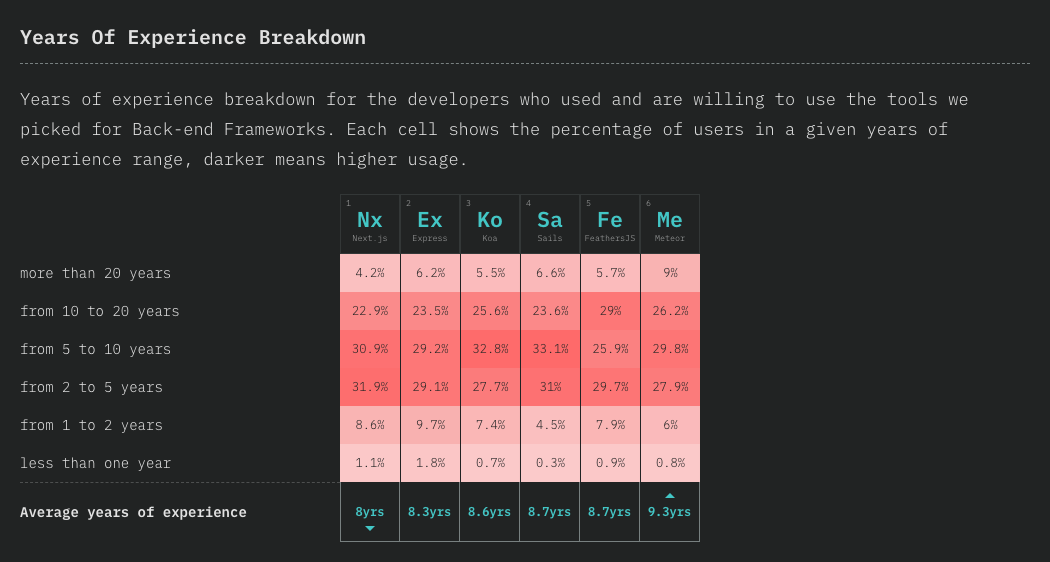 Years Of Experience Breakdown
Years of experience breakdown for the developers who used and are willing to use the tools we
picked for Back-end Frameworks. Each cell shows the percentage of users in a given years of
experience range, darker means higher usage.
1 2 3 4 5 6
Nx Ex Ko Sa Fe Me
Next.js Express Koa Sails FeathersJS Meteor
more than 20 years 4.2% 6.2% 5.5% 6.6% 5.7% 9%
from 10 to 20 years 22.9% 23.5% 25.6% 23.6% 29% 26.2%
from 5 to 10 years 30.9% 29.2% 32.8% 33.1% 25.9% 29.8%
from 2 to 5 years 31.9% 29.1% 27.7% 31% 29.7% 27.9%
from 1 to 2 years 8.6% 9.7% 7.4% 4.5% 7.9% 6%
less than one year 1.1% 1.8% 0.7% 0.3% 0.9% 0.8%
Average years of experience 8yrs 8.3yrs 8.6yrs 8.7yrs 8.7yrs 9.3yrs